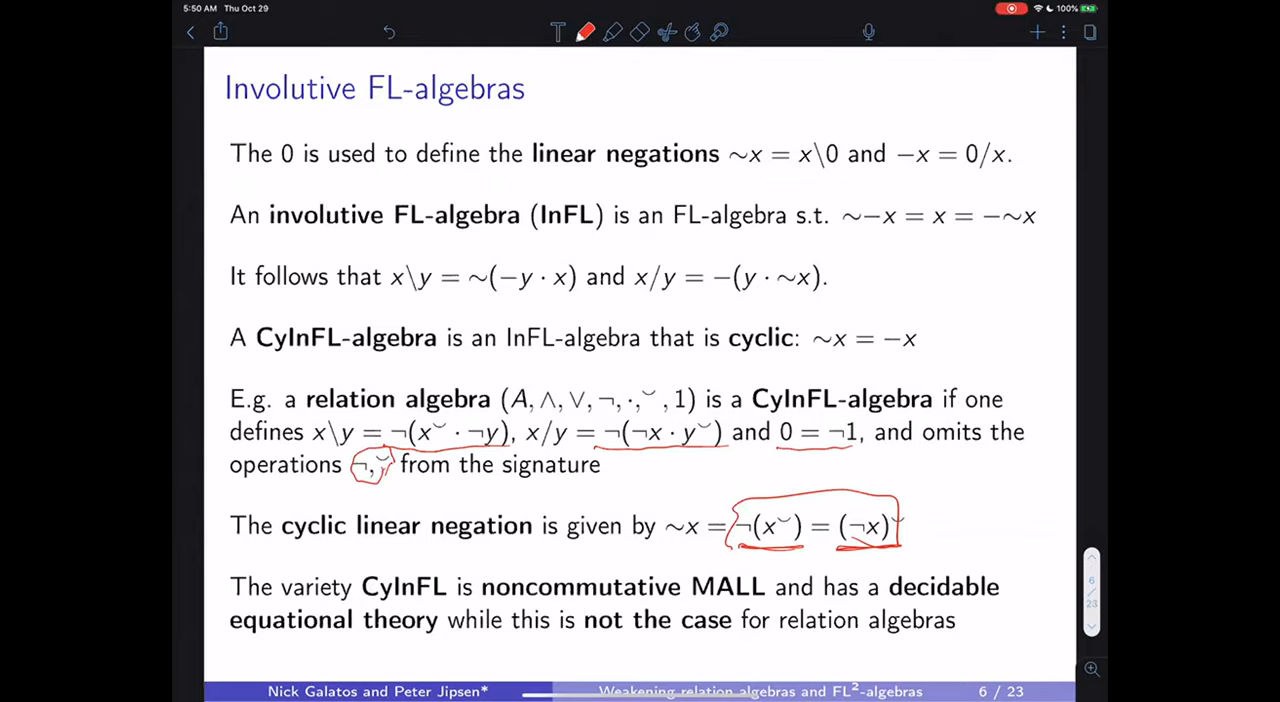 5:50 AM Thu Oct 29
100%
Involutive FL-algebras
The 0 is used to define the linear negations ∼x = x\0 and −x = 0/x.
An involutive FL-algebra (InFL) is an FL-algebra s.t. ∼−x = x = −∼x
It follows that x\y = ∼(−y · x) and x/y = −(y · ∼x).
A CyInFL-algebra is an InFL-algebra that is cyclic: ∼x = −x
E.g. a relation algebra (A, ∧, ∨, ¬, ·, ⌣, 1) is a CyInFL-algebra if one
defines x\y = ¬(x⌣ · ¬y), x/y = ¬(¬x · y⌣) and 0 = ¬1, and omits the
operations ¬,⌣ from the signature
The cyclic linear negation is given by ∼x = ¬(x⌣) = (¬x)⌣
The variety CyInFL is noncommutative MALL and has a decidable
equational theory while this is not the case for relation algebras
6
/
23
Nick Galatos and Peter Jipsen* Weakening relation algebras and FL²-algebras 6 / 23